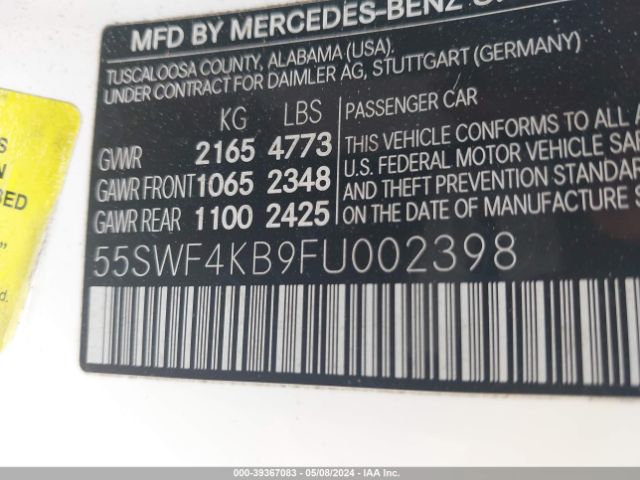 MFD BY MERCEDES-BENZ
TUSCALOOSA COUNTY, ALABAMA (USA).
UNDER CONTRACT FOR DAIMLER AG, STUTTGART (GERMANY)
KG LBS
GVWR 2165 4773
GAWR FRONT 1065 2348
GAWR REAR 1100 2425
PASSENGER CAR
THIS VEHICLE CONFORMS TO ALL
U.S. FEDERAL MOTOR VEHICLE
AND THEFT PREVENTION STANDARD
ON THE DATE OF MANUFACTURE
55SWF4KB9FU002398
000-39367083 - 05/08/2024 - IAA Inc.